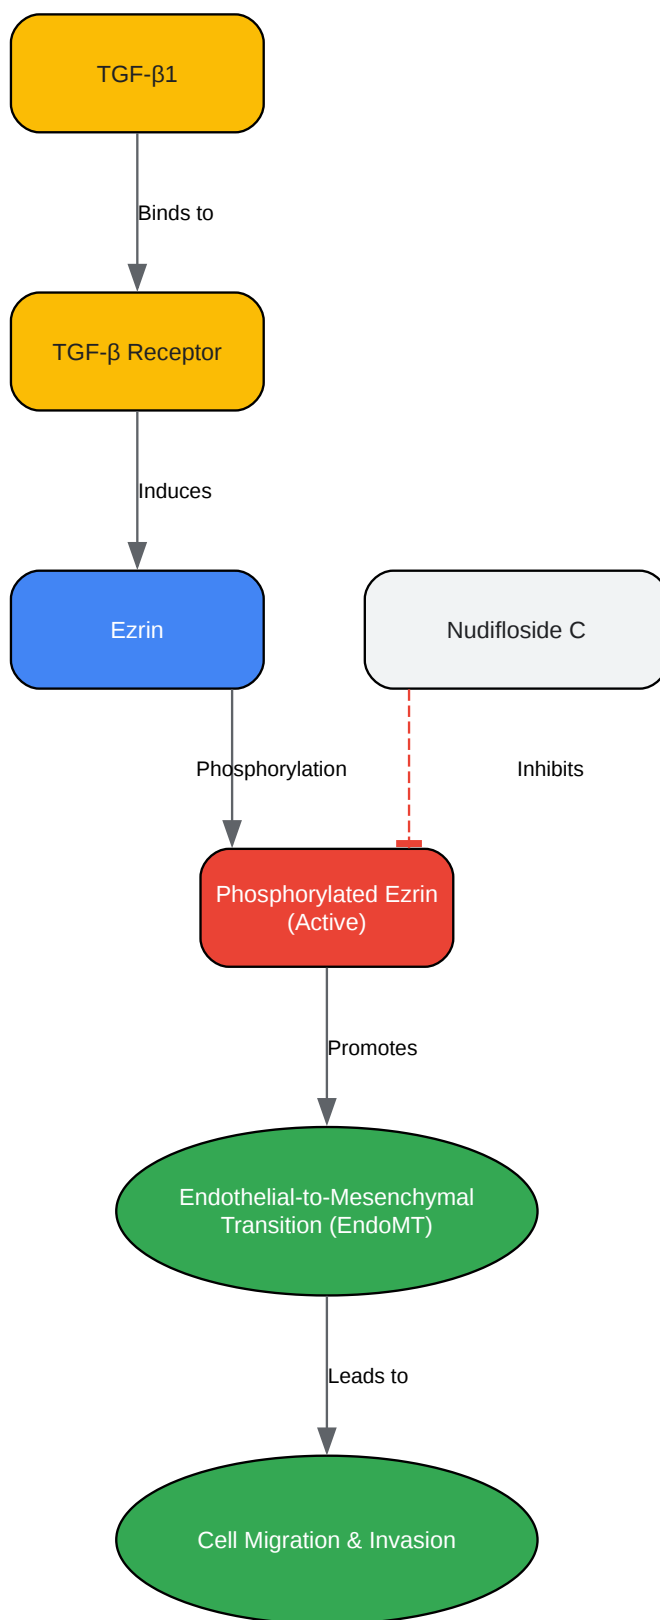 TGF-β1
Binds to
TGF-β Receptor
Induces
Ezrin
Nudifloside C
Phosphorylation
Inhibits
Phosphorylated Ezrin
(Active)
Promotes
Endothelial-to-Mesenchymal
Transition (EndoMT)
Leads to
Cell Migration & Invasion